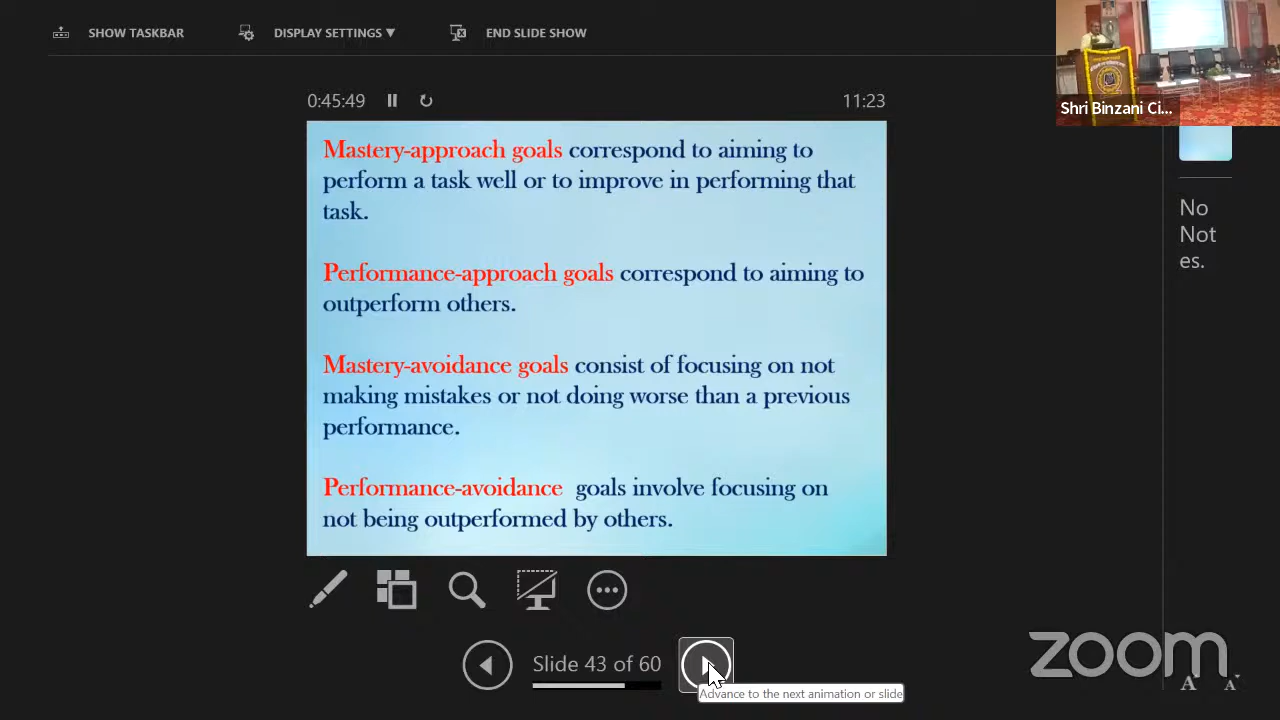 SHOW TASKBAR
DISPLAY SETTINGS ▼
END SLIDE SHOW
Shri Binzani Ci...
0:45:49
11:23
Mastery-approach goals correspond to aiming to
perform a task well or to improve in performing that
task.
Performance-approach goals correspond to aiming to
outperform others.
Mastery-avoidance goals consist of focusing on not
making mistakes or not doing worse than a previous
performance.
Performance-avoidance goals involve focusing on
not being outperformed by others.
No
Not
es.
Slide 43 of 60
Advance to the next animation or slide
zoom
A A